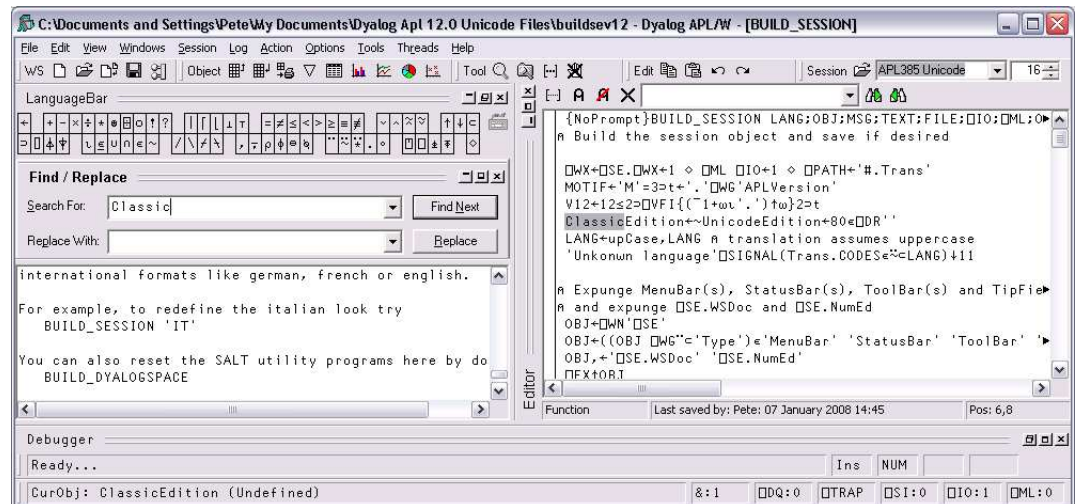 C:\Documents and Settings\Pete\My Documents\Dyalog Apl 12.0 Unicode Files\buildsev12 - Dyalog APL/W - [BUILD_SESSION]
File Edit View Windows Session Log Action Options Tools Threads Help
WS Object Tool Edit Session APL385 Unicode 16
LanguageBar
← + - × ÷ * ⍟ ⌹ ○ ! ? | ⌈ ⌊ ⊥ ⊤ = ≠ ≤ < > ≥ ≡ ≢ ∨ ∧ ⍲ ⍱ ↑ ↓ ⊂
⊃ ⌷ ⍋ ⍒ ⍳ ⊆ ∪ ∩ ∊ ~ / \ ⌿ ⍀ , ⍪ ⍴ ⌽ ⊖ ⍉ ¨ ⍨ ⍣ . ∘ ⍞ ⎕ ⍎ ⍕ ⋄
Find / Replace
Search For: Classic Find Next
Replace With: Replace
international formats like german, french or english.
For example, to redefine the italian look try
BUILD_SESSION 'IT'
You can also reset the SALT utility programs here by do
BUILD_DYALOGSPACE
Editor
{NoPrompt}BUILD_SESSION LANG;OBJ;MSG;TEXT;FILE;⎕IO;⎕ML;O
⍝ Build the session object and save if desired
⎕WX←⎕SE.⎕WX←1 ⋄ ⎕ML ⎕IO←1 ⋄ ⎕PATH←'#.Trans'
MOTIF←'M'=3⊃t←'.'⎕WG'APLVersion'
V12←12≤2⊃⎕VFI{(¯1+⍵⍳'.')↑⍵}2⊃t
ClassicEdition←~UnicodeEdition←80∊⎕DR''
LANG←upCase,LANG ⍝ translation assumes uppercase
'Unkonwn language'⎕SIGNAL(Trans.CODES∊⍨⊂LANG)↓11
⍝ Expunge MenuBar(s), StatusBar(s), ToolBar(s) and TipFie
⍝ and expunge ⎕SE.WSDoc and ⎕SE.NumEd
OBJ←⎕WN'⎕SE'
OBJ←((OBJ ⎕WG¨⊂'Type')∊'MenuBar' 'StatusBar' 'ToolBar' '
OBJ,←'⎕SE.WSDoc' '⎕SE.NumEd'
⎕EX↑OBJ
Function Last saved by: Pete: 07 January 2008 14:45 Pos: 6,8
Debugger
Ready... Ins NUM
CurObj: ClassicEdition (Undefined) &:1 ⎕DQ:0 ⎕TRAP ⎕SI:0 ⎕IO:1 ⎕ML:0